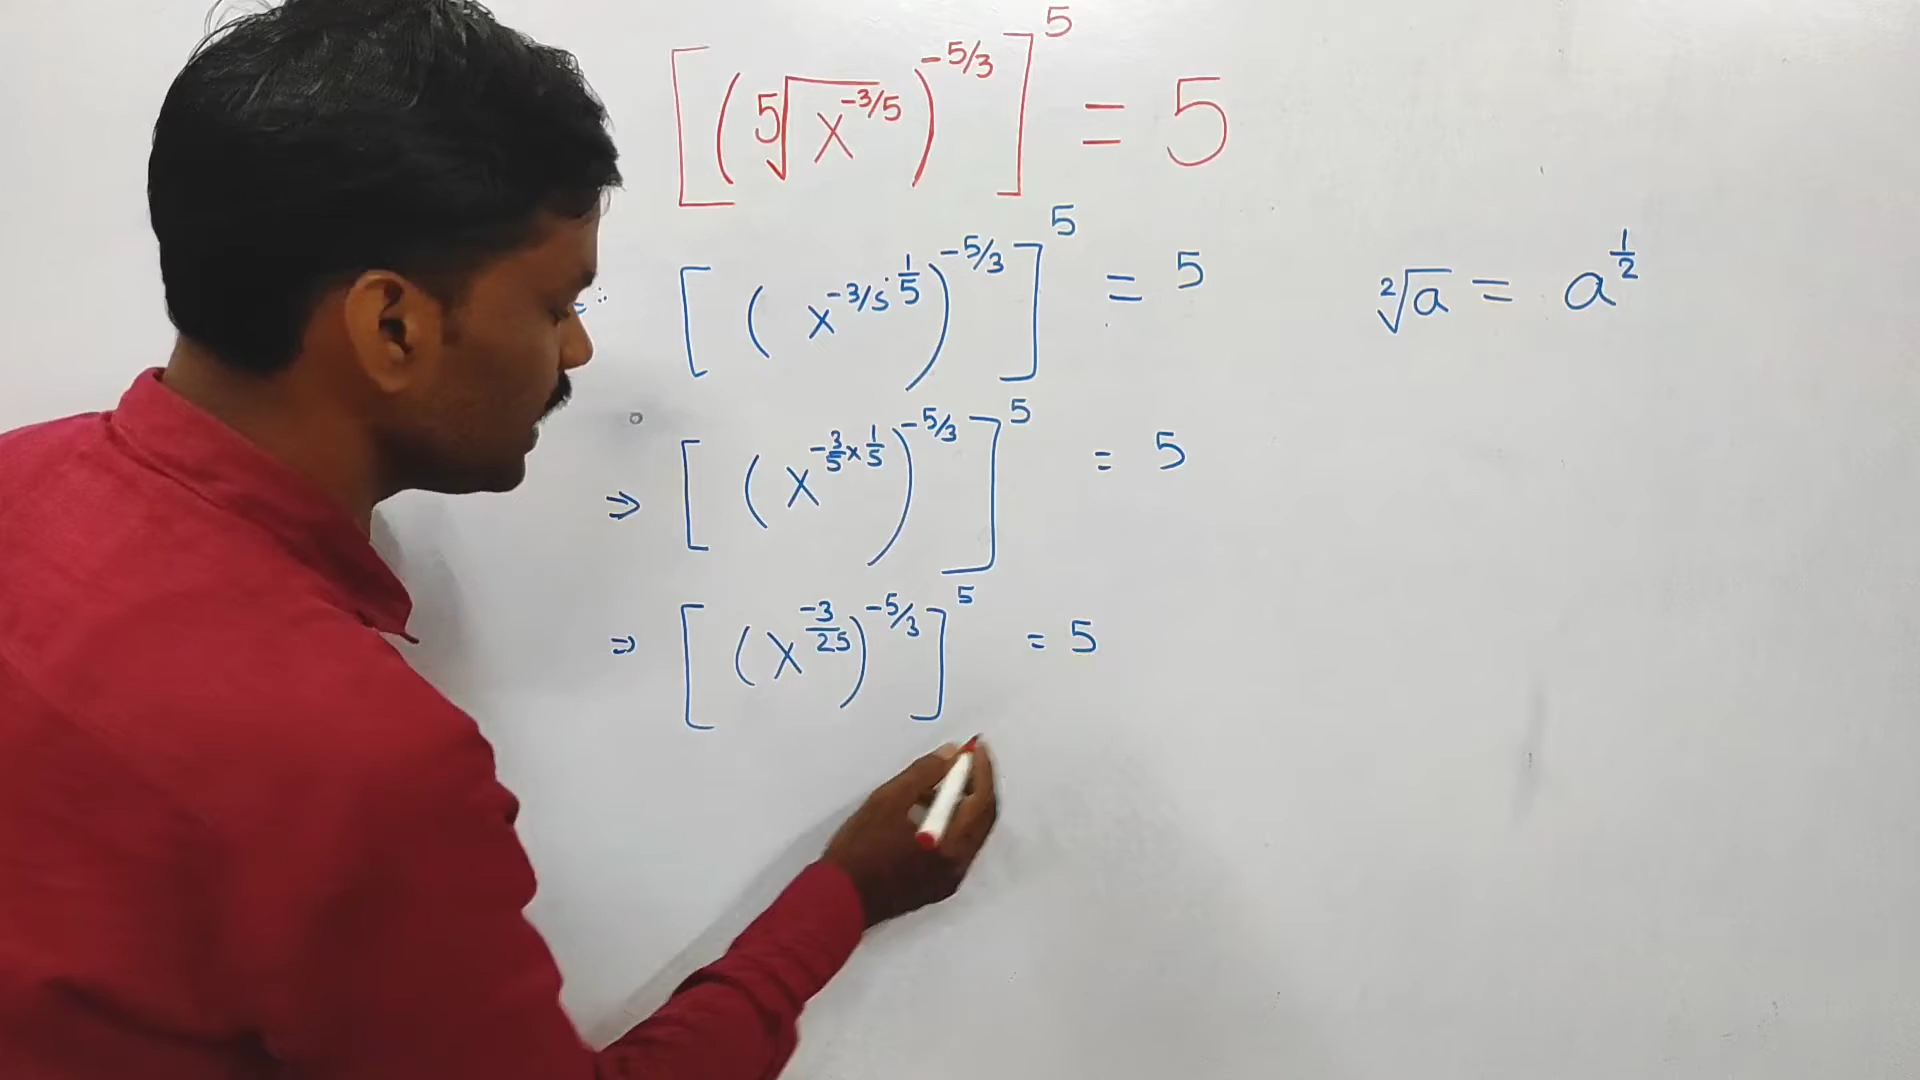 [(⁵√x^{-3/5})^{-5/3}]^5 = 5
[(x^{-3/5 · 1/5})^{-5/3}]^5 = 5
²√a = a^{1/2}
⇒ [(x^{-3/5 × 1/5})^{-5/3}]^5 = 5
⇒ [(x^{-3/25})^{-5/3}]^5 = 5